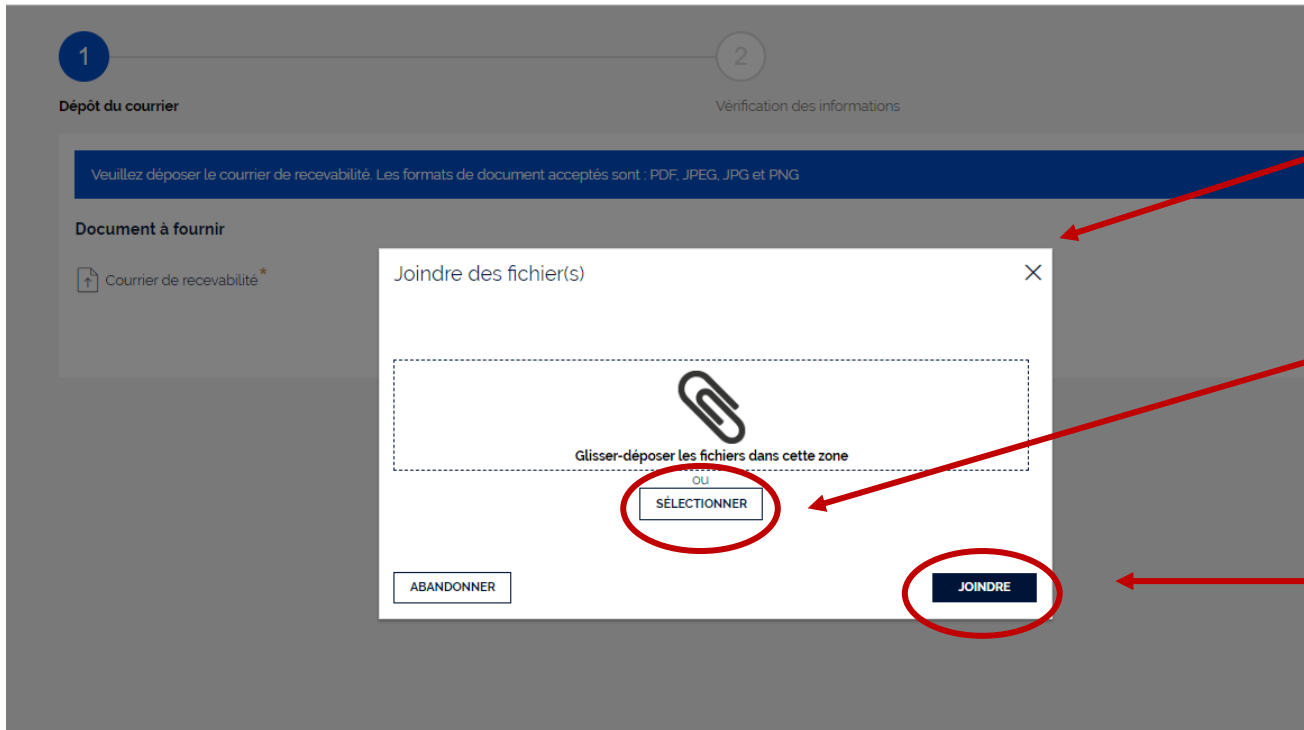 1
2
Dépôt du courrier
Vérification des informations
Veuillez déposer le courrier de recevabilité. Les formats de document acceptés sont : PDF, JPEG, JPG et PNG
Document à fournir
Courrier de recevabilité*
Joindre des fichier(s)
Glisser-déposer les fichiers dans cette zone
ou
SÉLECTIONNER
ABANDONNER
JOINDRE